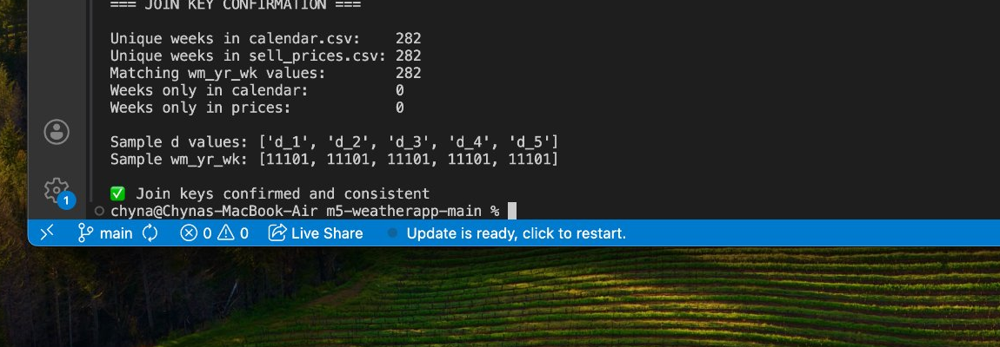 === JOIN KEY CONFIRMATION ===
Unique weeks in calendar.csv: 282
Unique weeks in sell_prices.csv: 282
Matching wm_yr_wk values: 282
Weeks only in calendar: 0
Weeks only in prices: 0
Sample d values: ['d_1', 'd_2', 'd_3', 'd_4', 'd_5']
Sample wm_yr_wk: [11101, 11101, 11101, 11101, 11101]
✅ Join keys confirmed and consistent
1
chyna@Chynas-MacBook-Air m5-weatherapp-main %
main 0 0 Live Share Update is ready, click to restart.